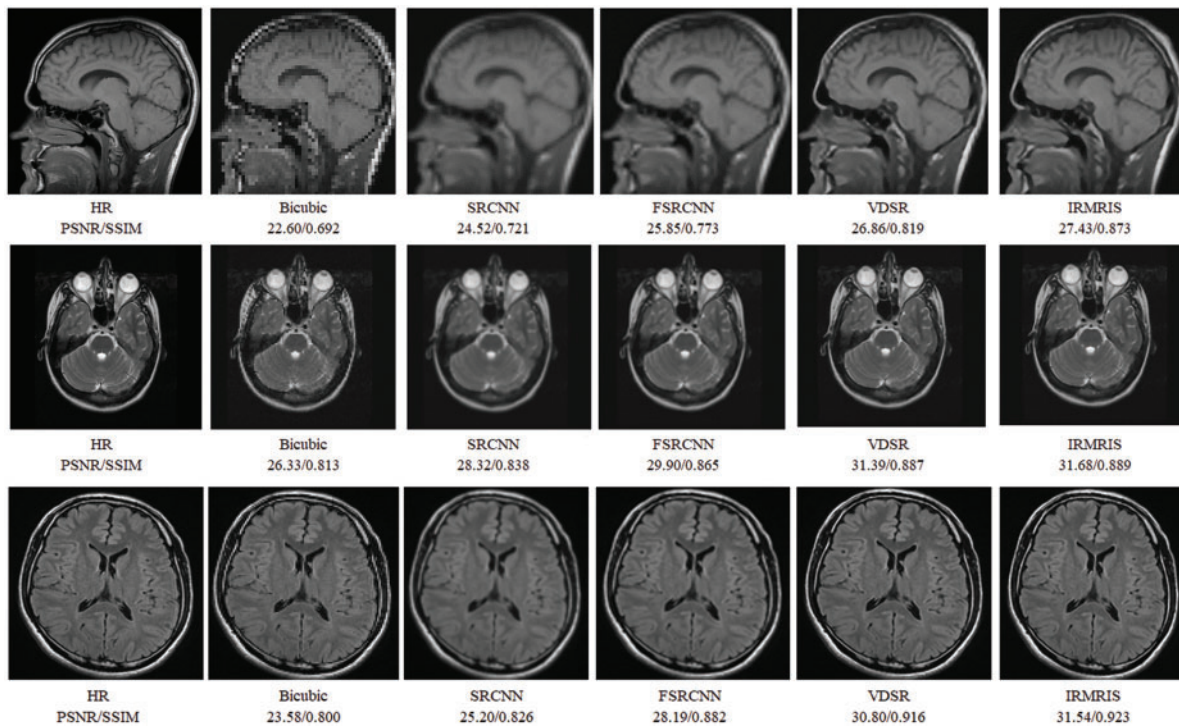 HR Bicubic SRCNN FSRCNN VDSR IRMRIS
PSNR/SSIM 22.60/0.692 24.52/0.721 25.85/0.773 26.86/0.819 27.43/0.873
HR Bicubic SRCNN FSRCNN VDSR IRMRIS
PSNR/SSIM 26.33/0.813 28.32/0.838 29.90/0.865 31.39/0.887 31.68/0.889
HR Bicubic SRCNN FSRCNN VDSR IRMRIS
PSNR/SSIM 23.58/0.800 25.20/0.826 28.19/0.882 30.80/0.916 31.54/0.923